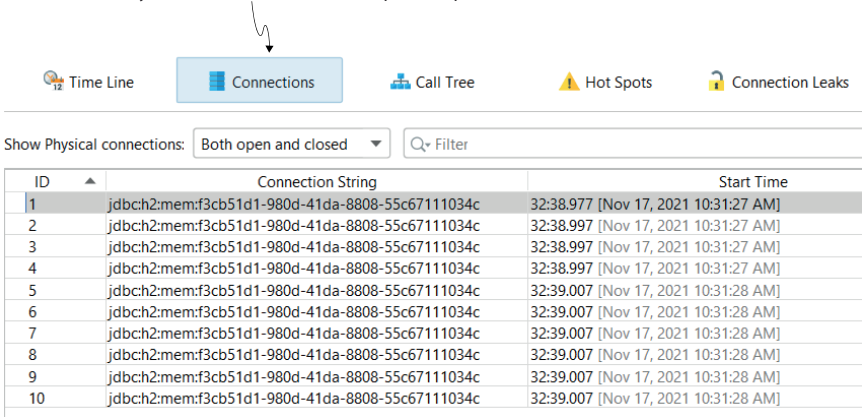 12 Time Line Connections Call Tree Hot Spots Connection Leaks
Show Physical connections: Both open and closed Filter
ID Connection String Start Time
1 jdbc:h2:mem:f3cb51d1-980d-41da-8808-55c67111034c 32:38.977 [Nov 17, 2021 10:31:27 AM]
2 jdbc:h2:mem:f3cb51d1-980d-41da-8808-55c67111034c 32:38.997 [Nov 17, 2021 10:31:27 AM]
3 jdbc:h2:mem:f3cb51d1-980d-41da-8808-55c67111034c 32:38.997 [Nov 17, 2021 10:31:27 AM]
4 jdbc:h2:mem:f3cb51d1-980d-41da-8808-55c67111034c 32:38.997 [Nov 17, 2021 10:31:27 AM]
5 jdbc:h2:mem:f3cb51d1-980d-41da-8808-55c67111034c 32:39.007 [Nov 17, 2021 10:31:28 AM]
6 jdbc:h2:mem:f3cb51d1-980d-41da-8808-55c67111034c 32:39.007 [Nov 17, 2021 10:31:28 AM]
7 jdbc:h2:mem:f3cb51d1-980d-41da-8808-55c67111034c 32:39.007 [Nov 17, 2021 10:31:28 AM]
8 jdbc:h2:mem:f3cb51d1-980d-41da-8808-55c67111034c 32:39.007 [Nov 17, 2021 10:31:28 AM]
9 jdbc:h2:mem:f3cb51d1-980d-41da-8808-55c67111034c 32:39.007 [Nov 17, 2021 10:31:28 AM]
10 jdbc:h2:mem:f3cb51d1-980d-41da-8808-55c67111034c 32:39.007 [Nov 17, 2021 10:31:28 AM]